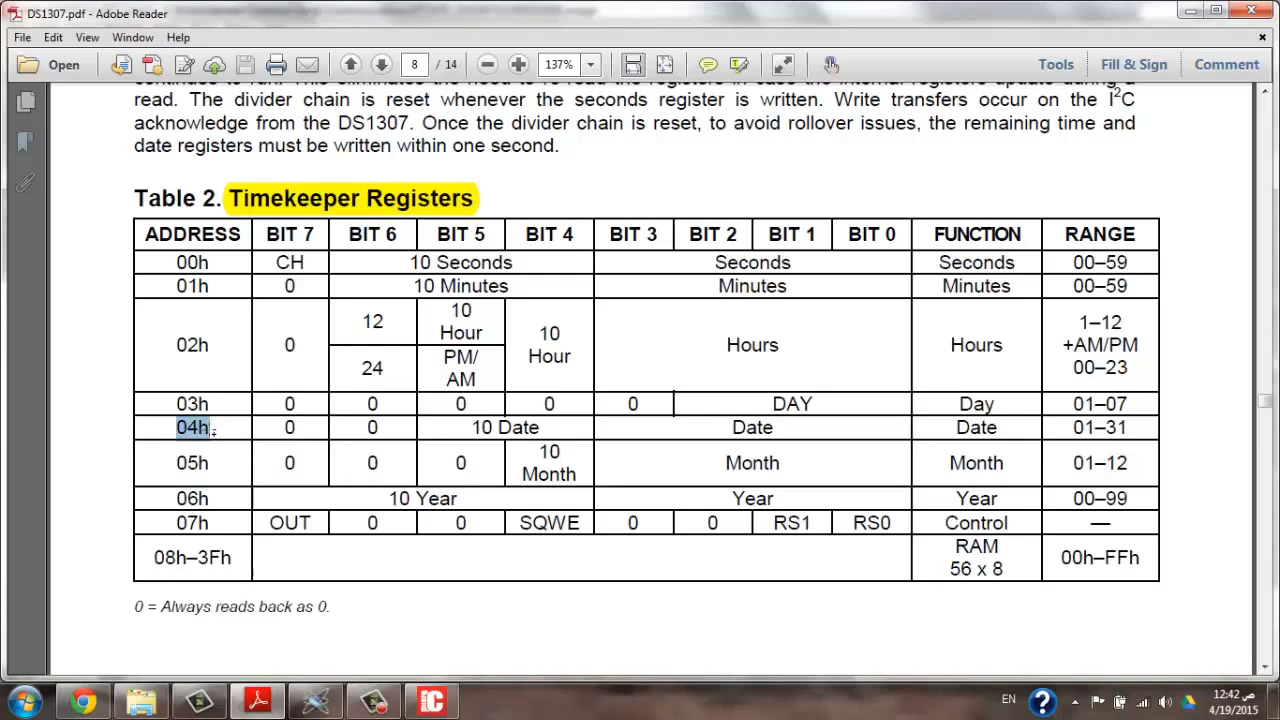 DS1307.pdf - Adobe Reader
File Edit View Window Help
Open 8 / 14 137% Tools Fill & Sign Comment
read. The divider chain is reset whenever the seconds register is written. Write transfers occur on the I2C
acknowledge from the DS1307. Once the divider chain is reset, to avoid rollover issues, the remaining time and
date registers must be written within one second.
Table 2. Timekeeper Registers
ADDRESS BIT 7 BIT 6 BIT 5 BIT 4 BIT 3 BIT 2 BIT 1 BIT 0 FUNCTION RANGE
00h CH 10 Seconds Seconds Seconds 00–59
01h 0 10 Minutes Minutes Minutes 00–59
02h 0 12 10 Hour 10 Hour Hours Hours 1–12 +AM/PM 00–23
24 PM/ AM
03h 0 0 0 0 0 DAY Day 01–07
04h 0 0 10 Date Date Date 01–31
05h 0 0 0 10 Month Month Month 01–12
06h 10 Year Year Year 00–99
07h OUT 0 0 SQWE 0 0 RS1 RS0 Control —
08h–3Fh RAM 56 x 8 00h–FFh
0 = Always reads back as 0.
EN 12:42 ص
4/19/2015